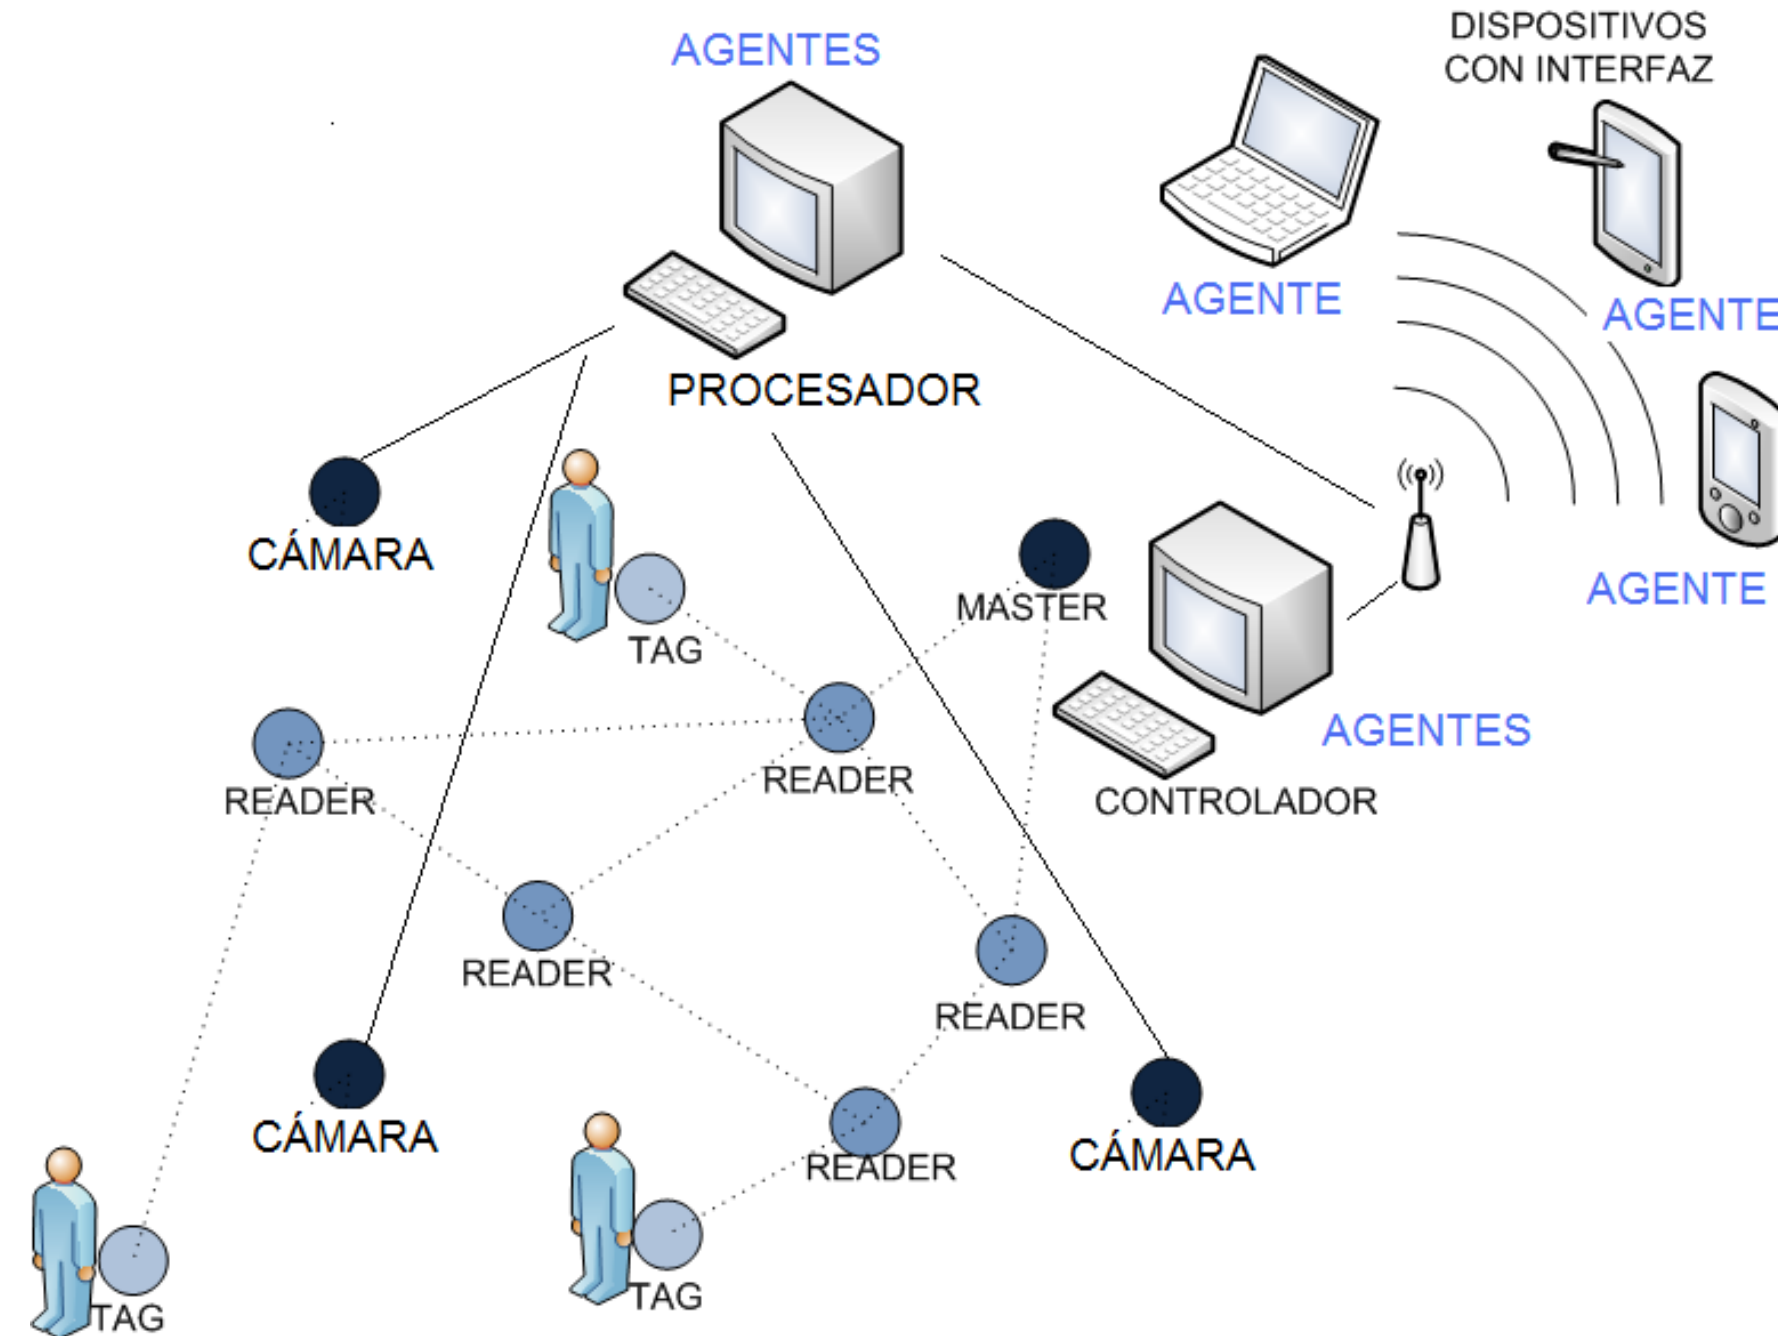 AGENTES
DISPOSITIVOS
CON INTERFAZ
AGENTE
AGENTE
PROCESADOR
CÁMARA
AGENTE
MASTER
TAG
AGENTES
READER
READER
CONTROLADOR
READER
READER
CÁMARA
CÁMARA
READER
TAG
TAG